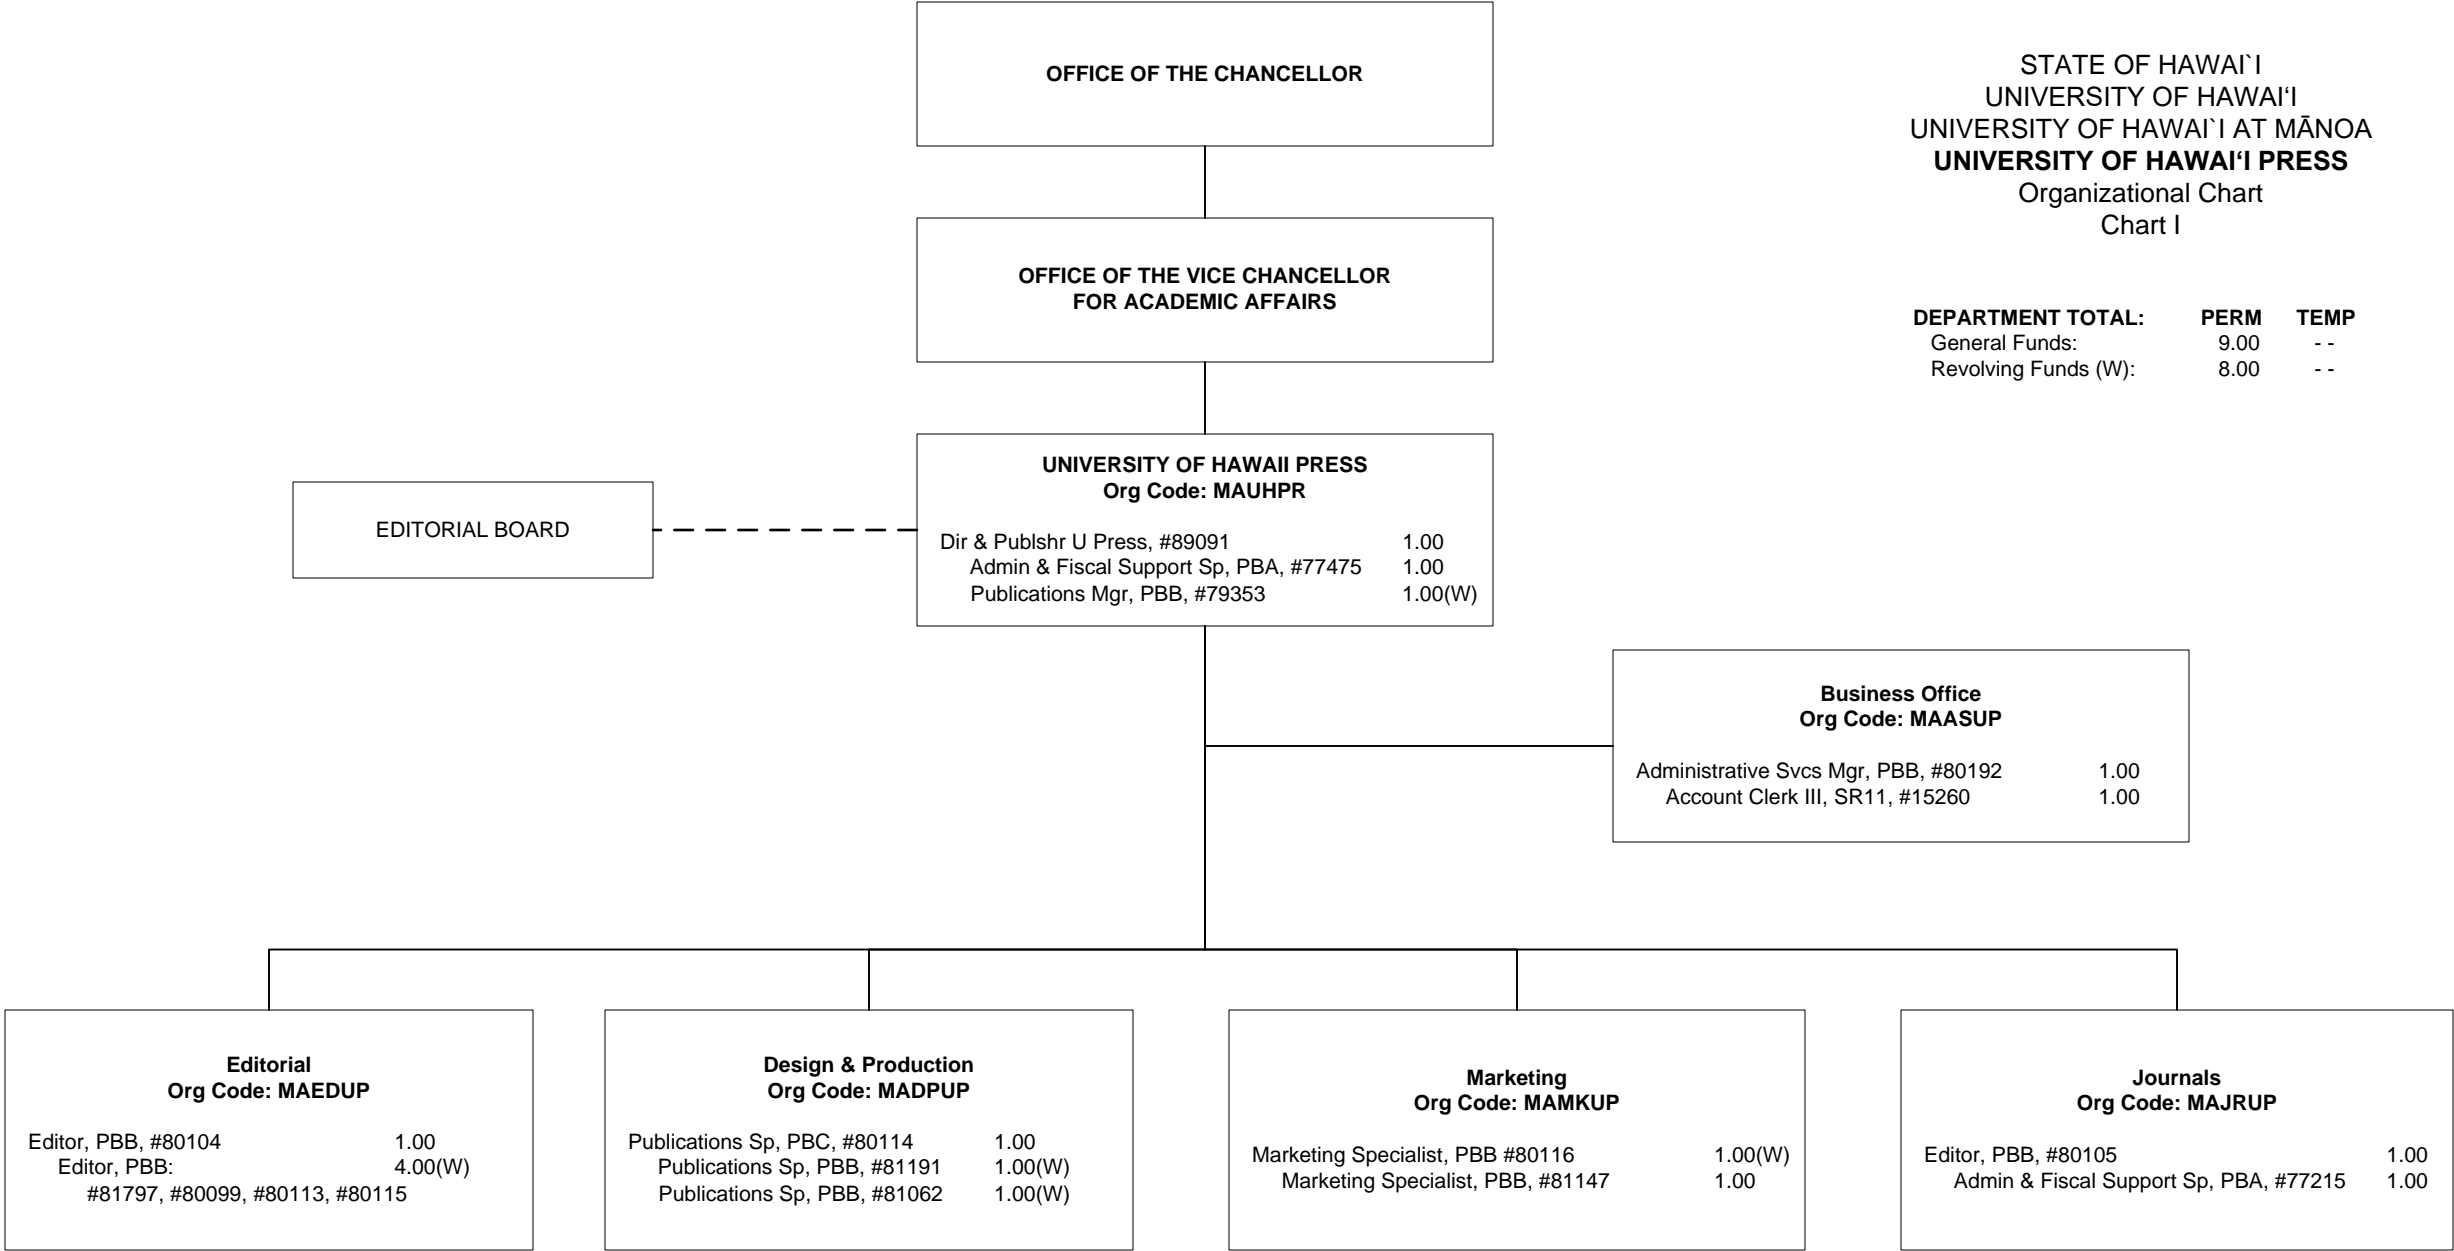 OFFICE OF THE CHANCELLOR
STATE OF HAWAI`I
UNIVERSITY OF HAWAI‘I
UNIVERSITY OF HAWAI`I AT MĀNOA
UNIVERSITY OF HAWAI‘I PRESS
Organizational Chart
Chart I
OFFICE OF THE VICE CHANCELLOR
FOR ACADEMIC AFFAIRS
DEPARTMENT TOTAL: PERM TEMP
General Funds: 9.00 - -
Revolving Funds (W): 8.00 - -
UNIVERSITY OF HAWAII PRESS
Org Code: MAUHPR
Dir & Publshr U Press, #89091 1.00
Admin & Fiscal Support Sp, PBA, #77475 1.00
Publications Mgr, PBB, #79353 1.00(W)
EDITORIAL BOARD
Business Office
Org Code: MAASUP
Administrative Svcs Mgr, PBB, #80192 1.00
Account Clerk III, SR11, #15260 1.00
Editorial
Org Code: MAEDUP
Editor, PBB, #80104 1.00
Editor, PBB: 4.00(W)
#81797, #80099, #80113, #80115
Design & Production
Org Code: MADPUP
Publications Sp, PBC, #80114 1.00
Publications Sp, PBB, #81191 1.00(W)
Publications Sp, PBB, #81062 1.00(W)
Marketing
Org Code: MAMKUP
Marketing Specialist, PBB #80116 1.00(W)
Marketing Specialist, PBB, #81147 1.00
Journals
Org Code: MAJRUP
Editor, PBB, #80105 1.00
Admin & Fiscal Support Sp, PBA, #77215 1.00